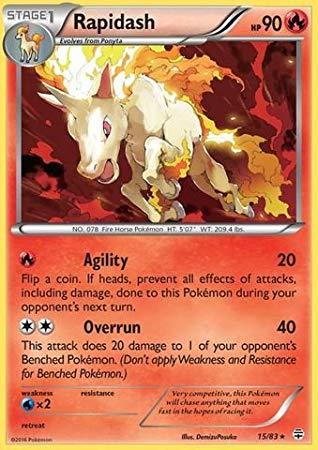 STAGE1 Rapidash HP 90
Evolves from Ponyta
NO. 078 Fire Horse Pokémon HT: 5'07" WT: 209.4 lbs.
Agility 20
Flip a coin. If heads, prevent all effects of attacks,
including damage, done to this Pokémon during your
opponent's next turn.
Overrun 40
This attack does 20 damage to 1 of your opponent's
Benched Pokémon. (Don't apply Weakness and Resistance
for Benched Pokémon.)
weakness resistance
×2
retreat
Very competitive, this Pokémon
will chase anything that moves
fast in the hopes of racing it.
©2016 Pokémon Illus. DemizuPosuka 15/83 ★